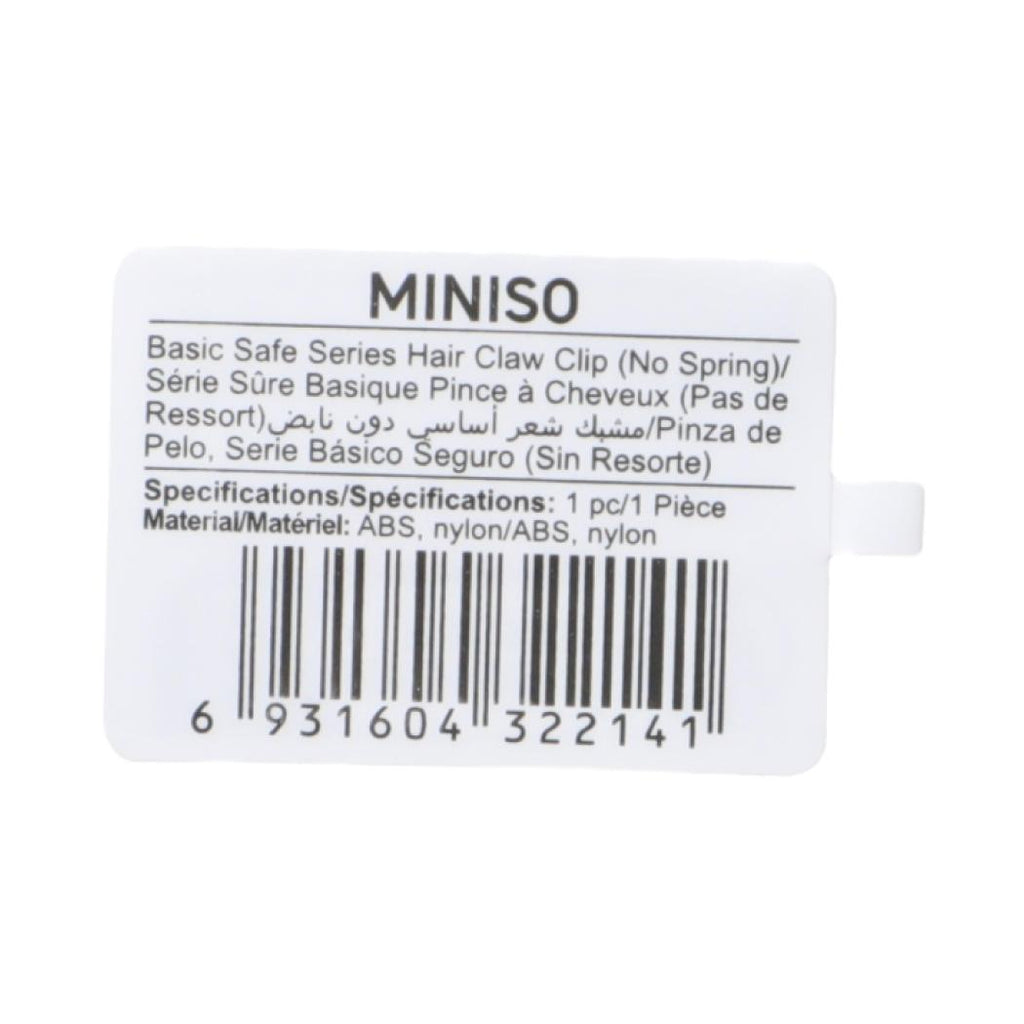 MINISO
Basic Safe Series Hair Claw Clip (No Spring)/
Série Sûre Basique Pince à Cheveux (Pas de
Ressort)/مشبك شعر أساسي دون نابض/Pinza de
Pelo, Serie Básico Seguro (Sin Resorte)
Specifications/Spécifications: 1 pc/1 Pièce
Material/Matériel: ABS, nylon/ABS, nylon
6 931604 322141